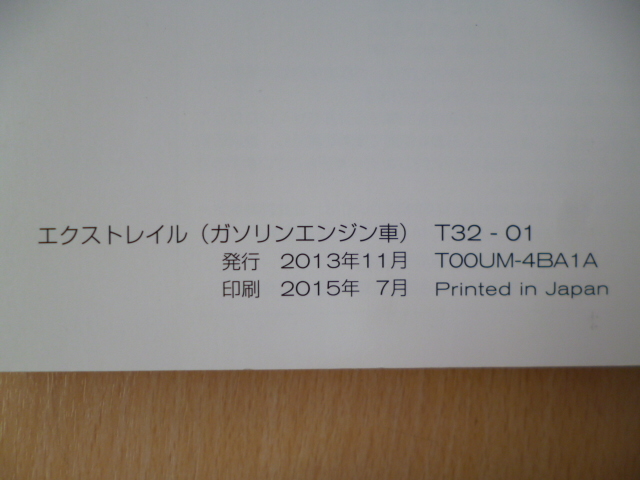 エクストレイル（ガソリンエンジン車） T32 - 01
発行 2013年11月 T00UM-4BA1A
印刷 2015年 7月 Printed in Japan